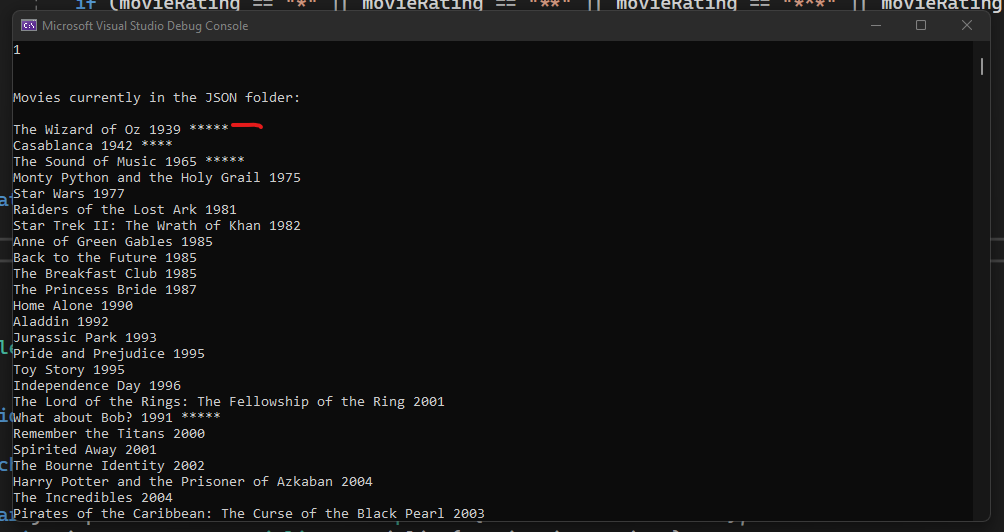 if (movieRating == "*" || movieRating == "**" || movieRating == "***" || movieRating
Microsoft Visual Studio Debug Console
1
Movies currently in the JSON folder:
The Wizard of Oz 1939 *****
Casablanca 1942 ****
The Sound of Music 1965 *****
Monty Python and the Holy Grail 1975
Star Wars 1977
Raiders of the Lost Ark 1981
Star Trek II: The Wrath of Khan 1982
Anne of Green Gables 1985
Back to the Future 1985
The Breakfast Club 1985
The Princess Bride 1987
Home Alone 1990
Aladdin 1992
Jurassic Park 1993
Pride and Prejudice 1995
Toy Story 1995
Independence Day 1996
The Lord of the Rings: The Fellowship of the Ring 2001
What about Bob? 1991 *****
Remember the Titans 2000
Spirited Away 2001
The Bourne Identity 2002
Harry Potter and the Prisoner of Azkaban 2004
The Incredibles 2004
Pirates of the Caribbean: The Curse of the Black Pearl 2003